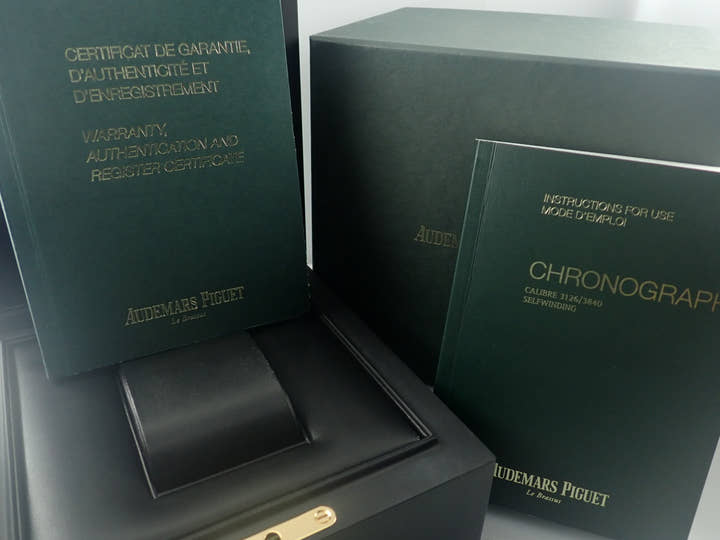 CERTIFICAT DE GARANTIE,
D'AUTHENTICITÉ ET
D'ENREGISTREMENT
WARRANTY,
AUTHENTICATION AND
REGISTER CERTIFICATE
AUDEMARS PIGUET
Le Brassus
AUDEM
INSTRUCTIONS FOR USE
MODE D'EMPLOI
CHRONOGRAPH
CALIBRE 3126/3840
SELFWINDING
AUDEMARS PIGUET
Le Brassus